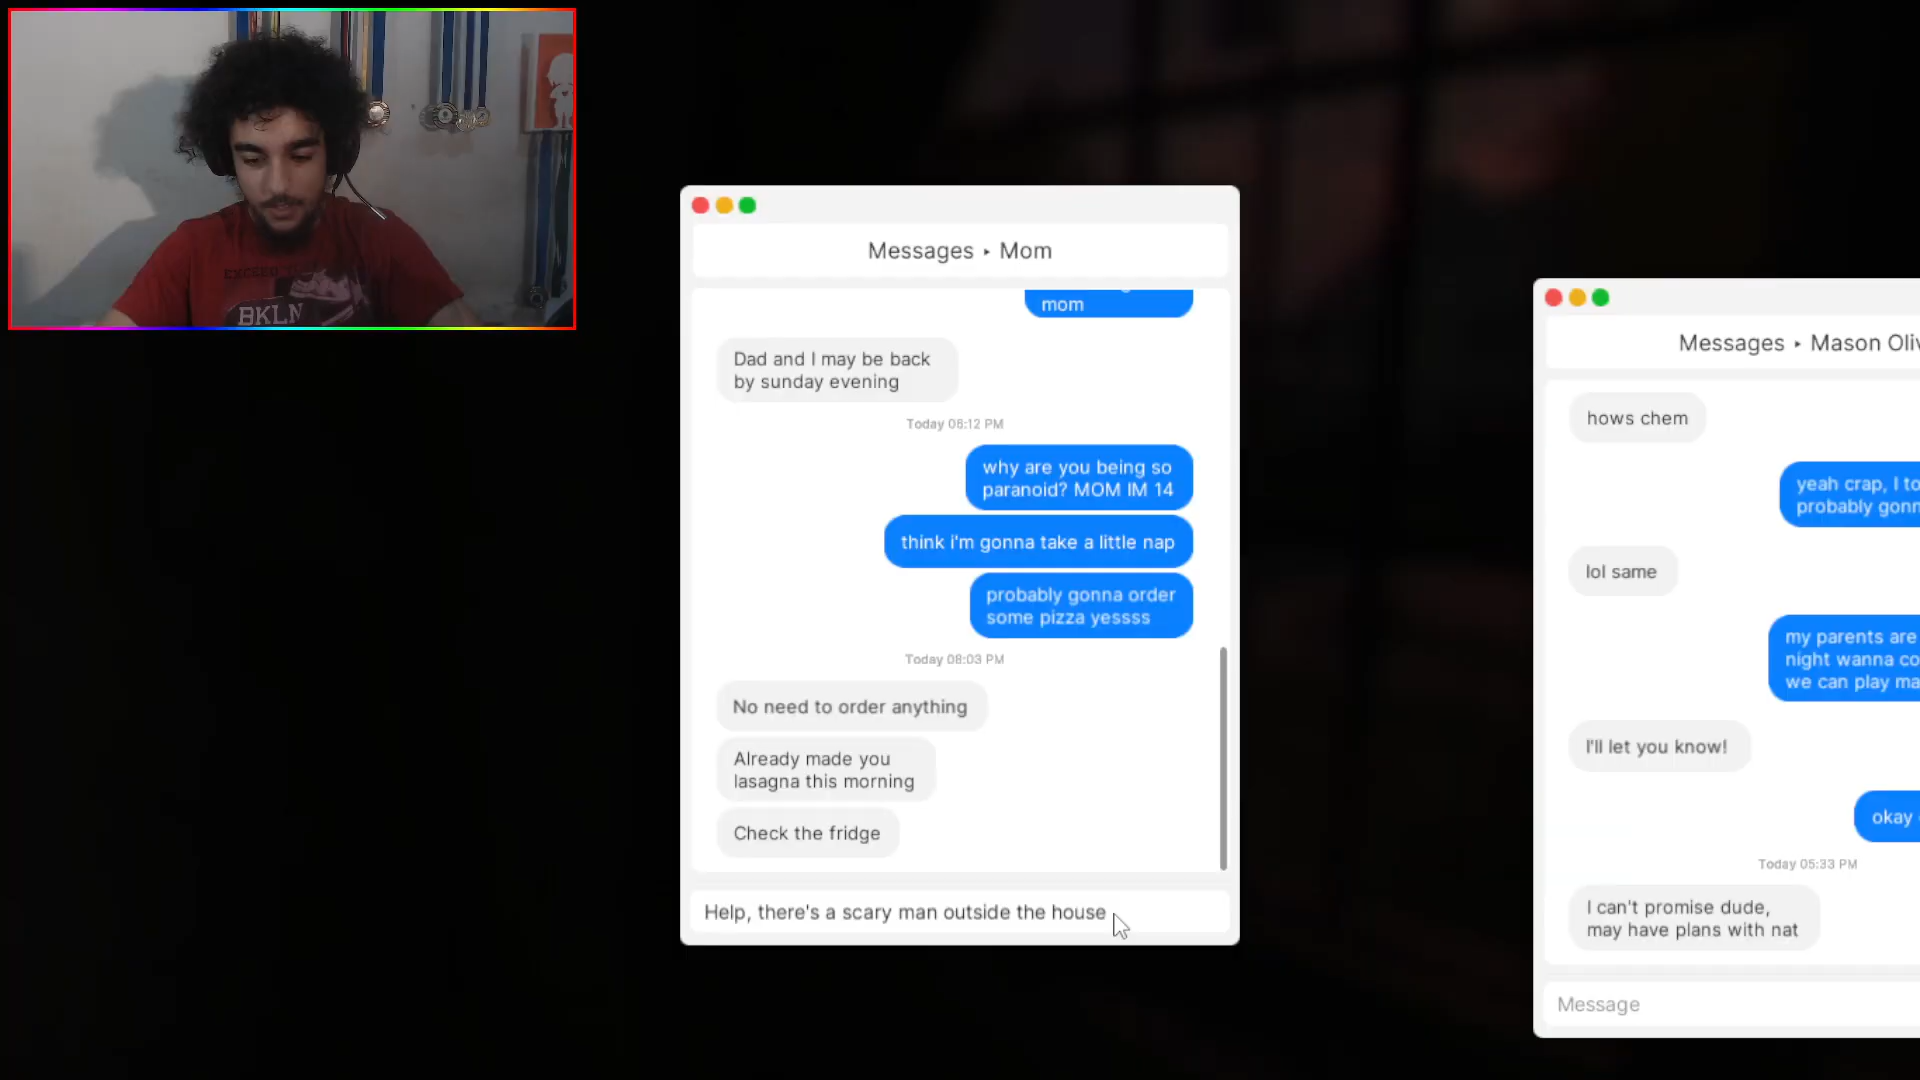 EXCEED THE
BKLN
Messages ‣ Mom
mom
Dad and I may be back
by sunday evening
Today 06:12 PM
why are you being so
paranoid? MOM IM 14
think i'm gonna take a little nap
probably gonna order
some pizza yessss
Today 08:03 PM
No need to order anything
Already made you
lasagna this morning
Check the fridge
Help, there's a scary man outside the house
Messages ‣ Mason Oliv
hows chem
yeah crap, I to
probably gonn
lol same
my parents are
night wanna co
we can play ma
I'll let you know!
okay
Today 05:33 PM
I can't promise dude,
may have plans with nat
Message